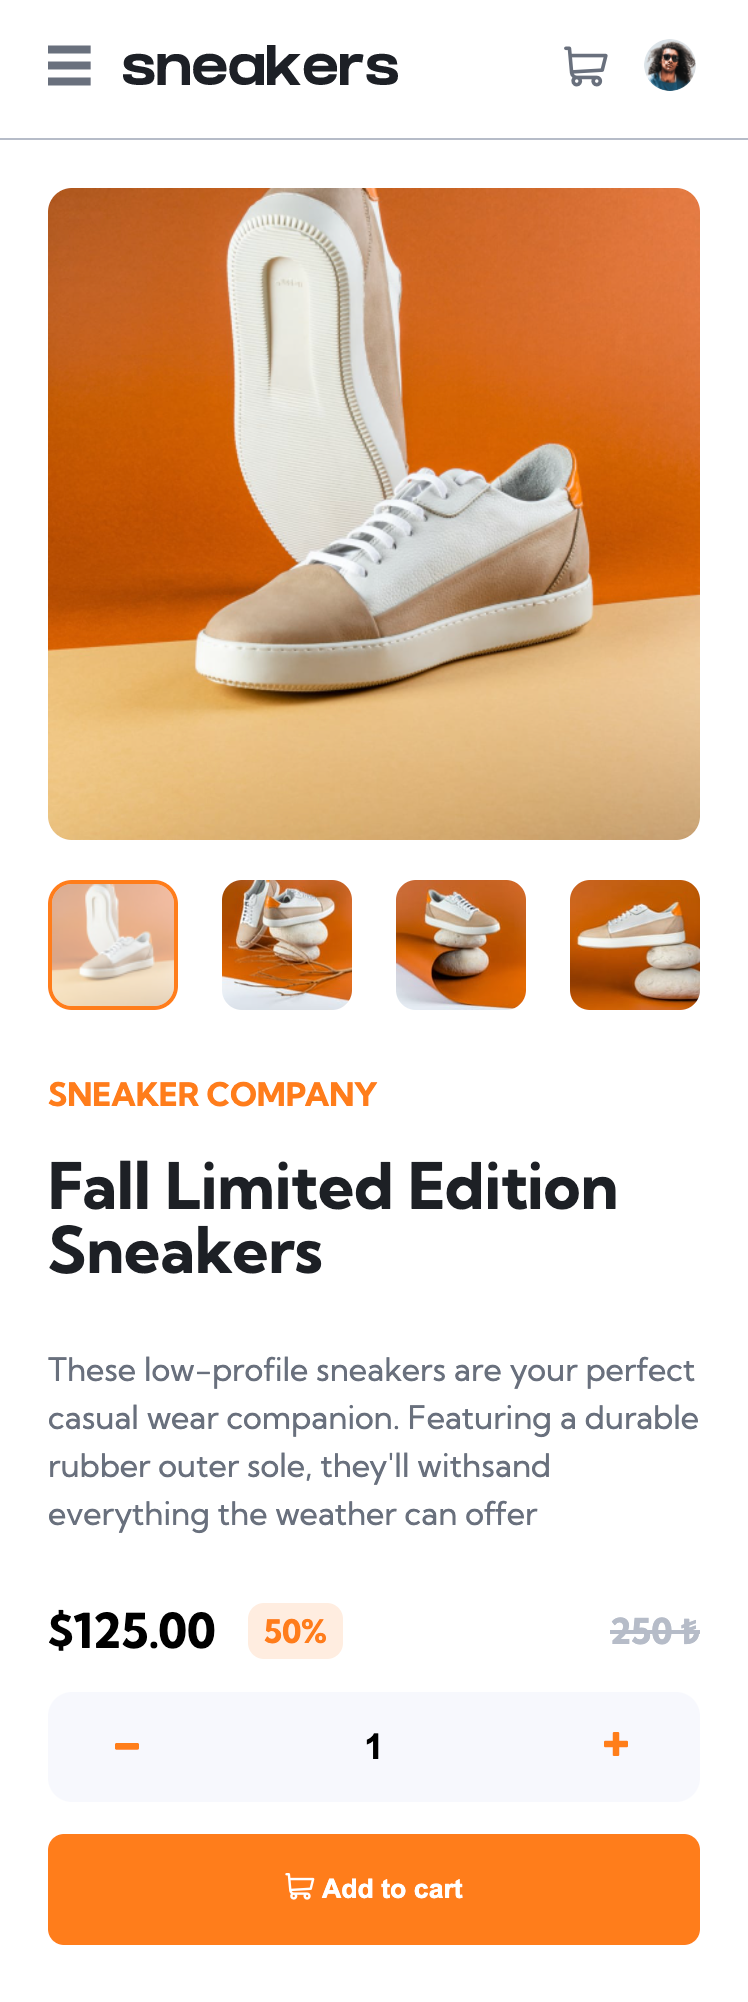 sneakers
SNEAKER COMPANY
Fall Limited Edition
Sneakers
These low-profile sneakers are your perfect
casual wear companion. Featuring a durable
rubber outer sole, they'll withsand
everything the weather can offer
$125.00 50% 250 ₺
− 1 +
Add to cart